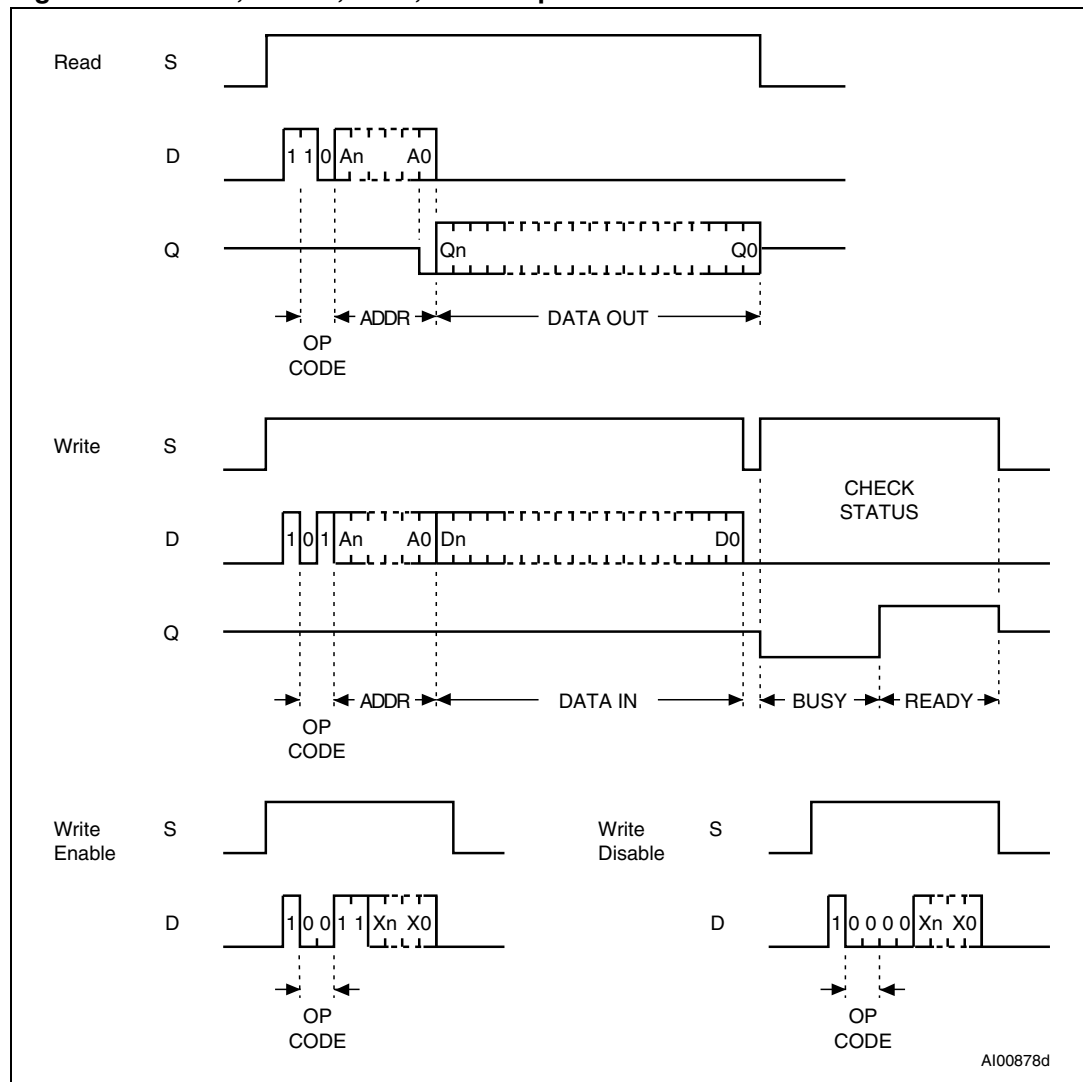 Read S
D 1 1 0 An A0
Q Qn Q0
ADDR DATA OUT
OP
CODE
Write S
CHECK
STATUS
D 1 0 1 An A0 Dn D0
Q
ADDR DATA IN BUSY READY
OP
CODE
Write S Write S
Enable Disable
D 1 0 0 1 1 Xn X0 D 1 0 0 0 0 Xn X0
OP OP
CODE CODE
AI00878d